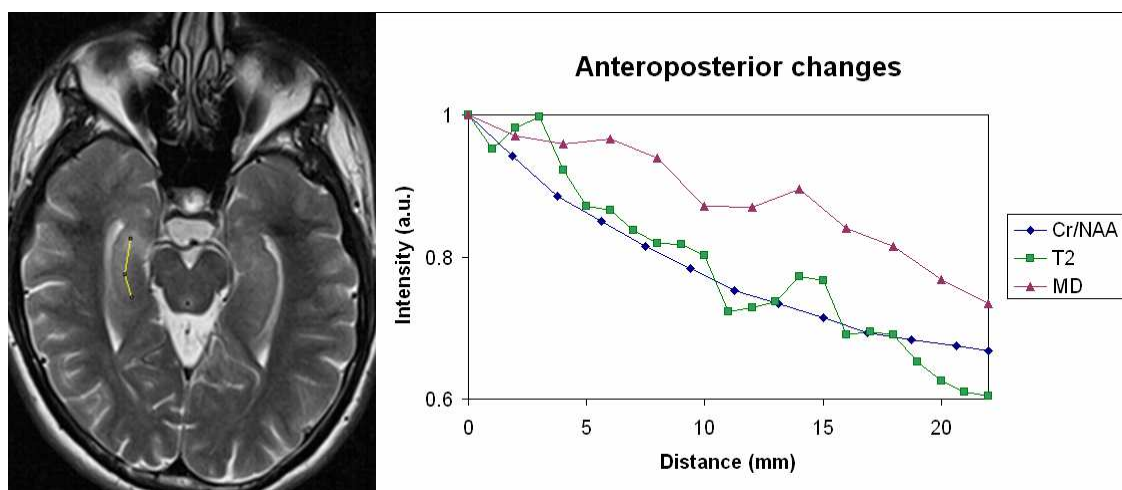 Anteroposterior changes
Intensity (a.u.)
1
0.8
0.6
0
5
10
15
20
Distance (mm)
Cr/NAA
T2
MD